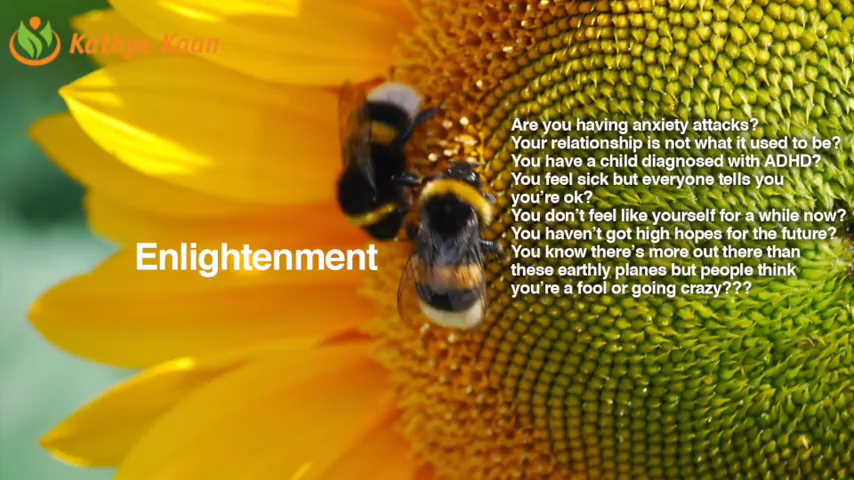 Kathye Kaan
Are you having anxiety attacks?
Your relationship is not what it used to be?
You have a child diagnosed with ADHD?
You feel sick but everyone tells you
you're ok?
You don't feel like yourself for a while now?
You haven't got high hopes for the future?
You know there's more out there than
these earthly planes but people think
you're a fool or going crazy???
Enlightenment